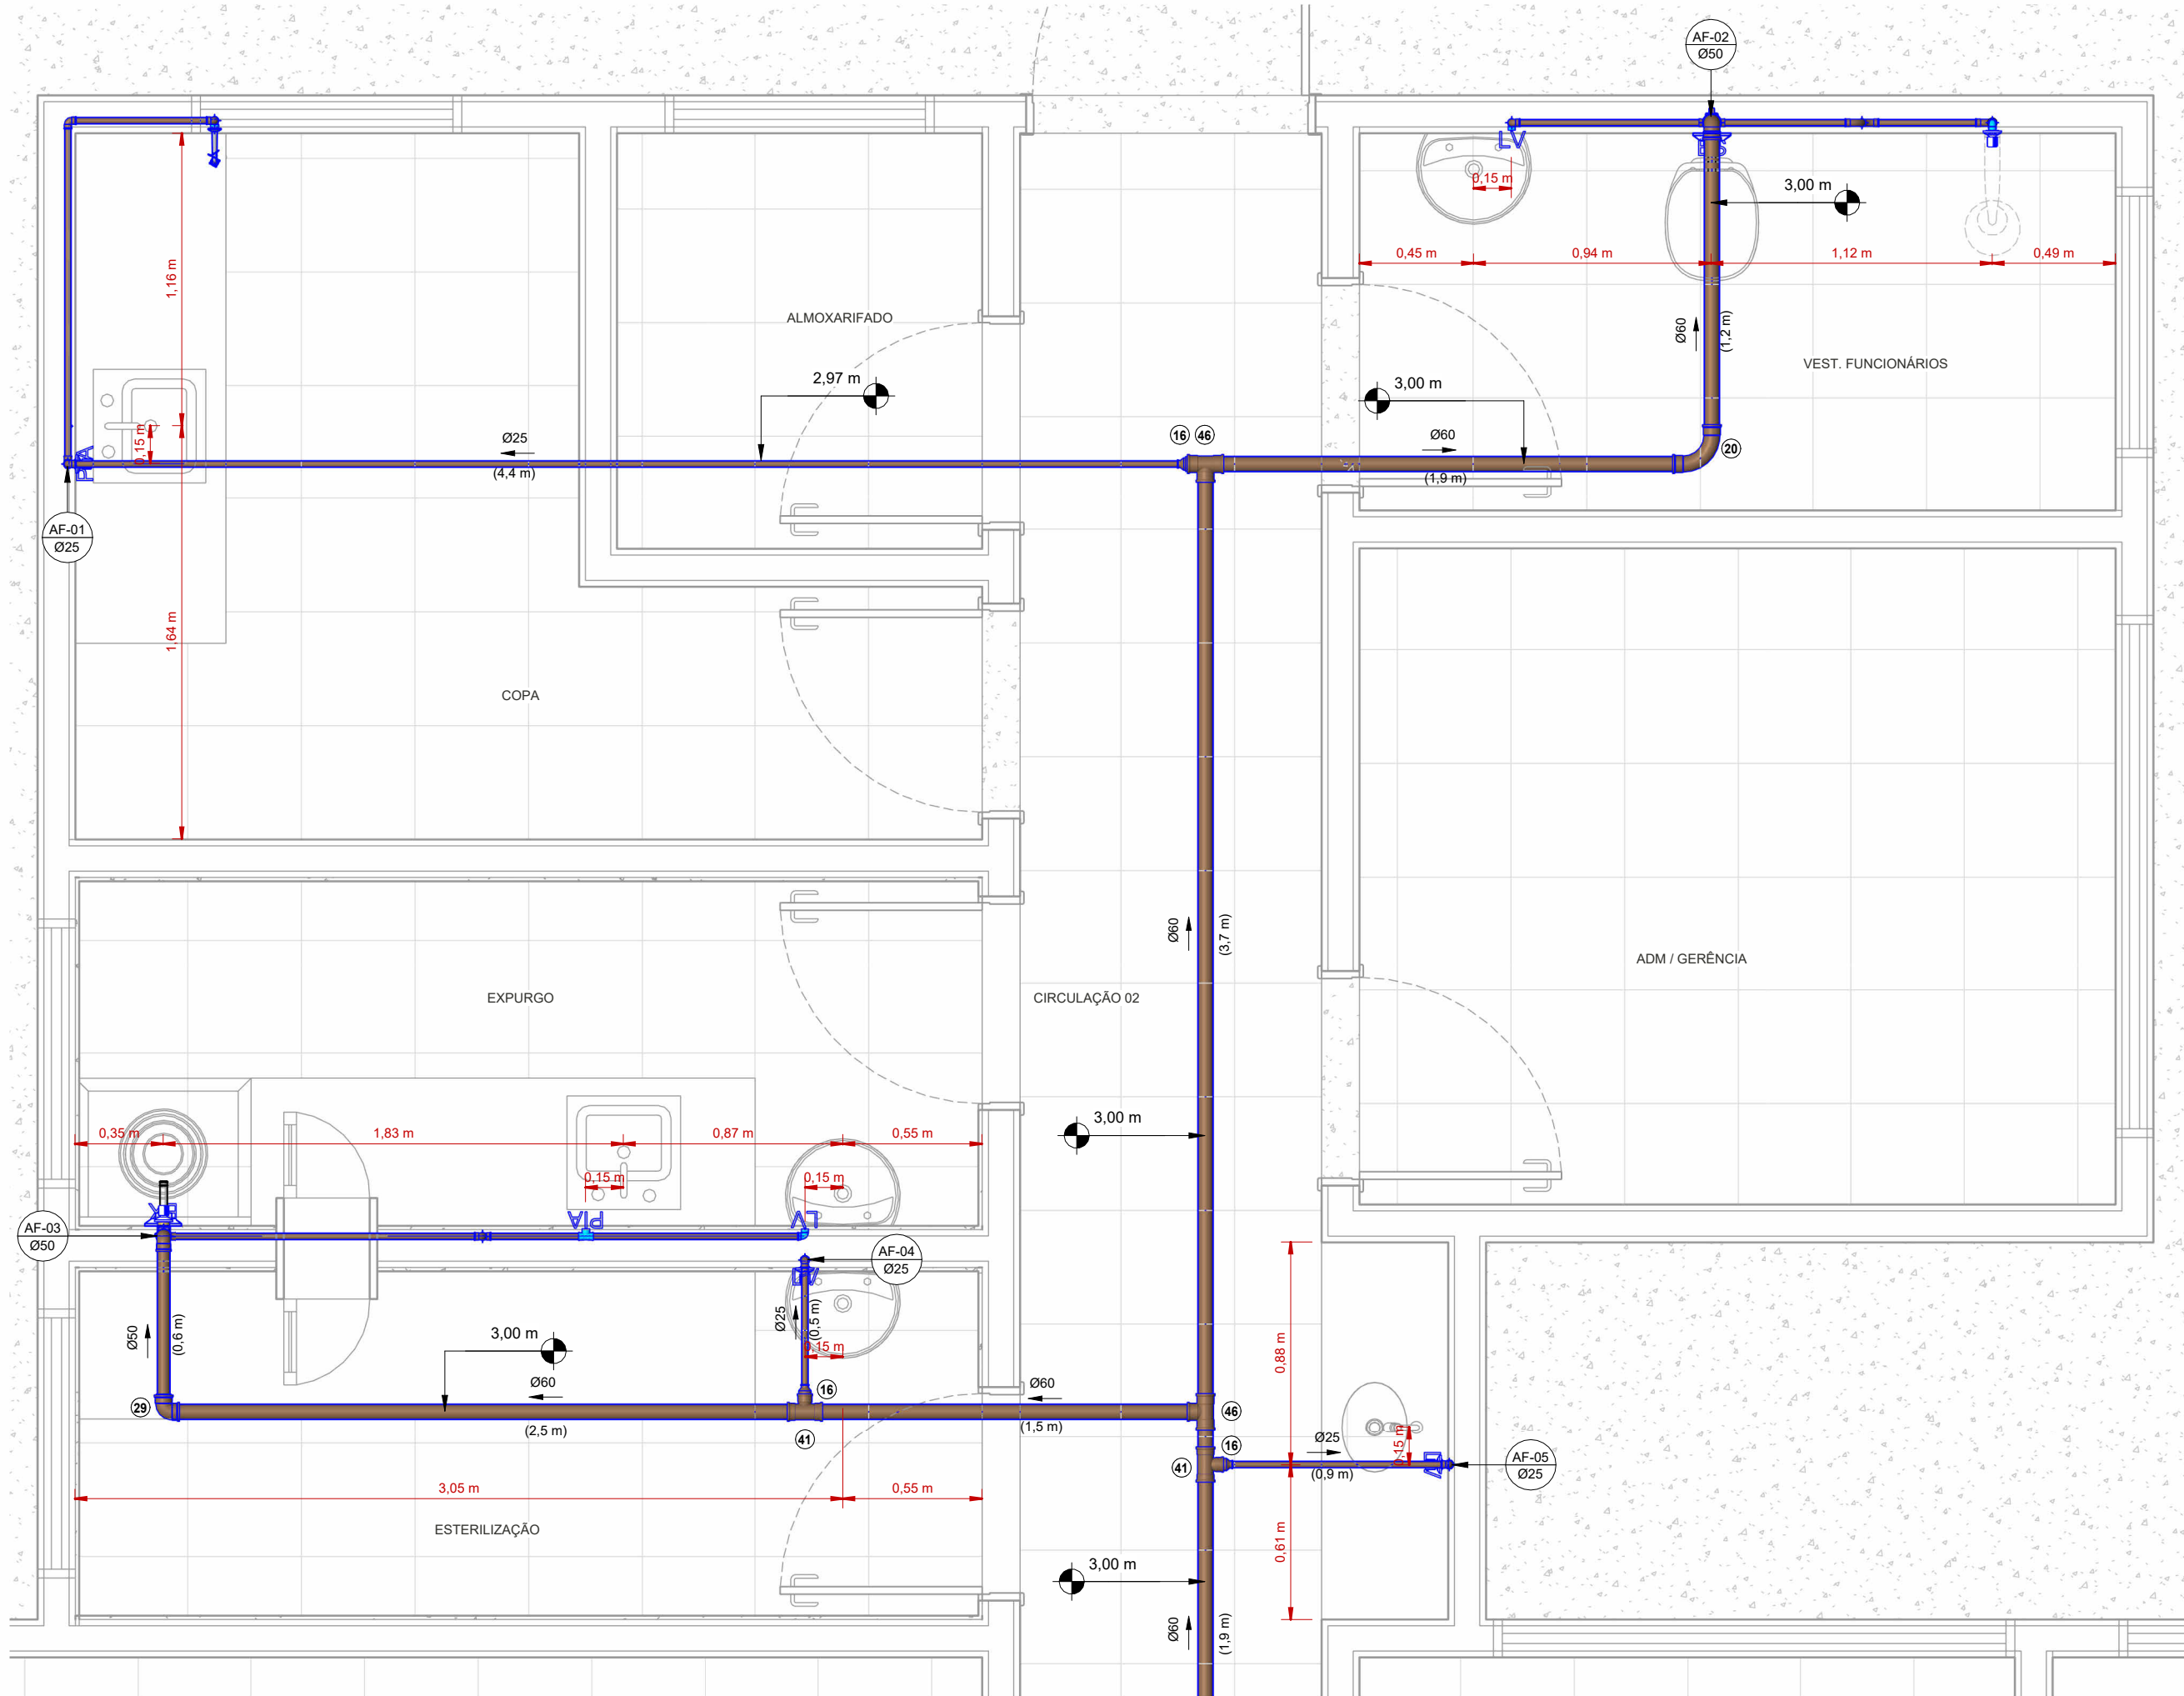 AF-02
Ø50
LV
0,15 m
3,00 m
0,45 m
0,94 m
1,12 m
0,49 m
1,16 m
ALMOXARIFADO
Ø60
(1,2 m)
VEST. FUNCIONÁRIOS
2,97 m
3,00 m
16
46
20
Ø25
(4,4 m)
0,15 m
PIA
Ø60
(1,9 m)
AF-01
Ø25
1,64 m
COPA
Ø60
(3,7 m)
ADM / GERÊNCIA
EXPURGO
CIRCULAÇÃO 02
3,00 m
0,35 m
1,83 m
0,87 m
0,55 m
0,15 m
0,15 m
PIA
LV
AF-03
Ø50
AF-04
Ø25
Ø50
(0,6 m)
3,00 m
Ø25
(0,5 m)
0,15 m
0,88 m
29
Ø60
(2,5 m)
16
41
Ø60
(1,5 m)
46
16
41
Ø25
(0,9 m)
0,15 m
AF-05
Ø25
3,05 m
0,55 m
ESTERILIZAÇÃO
0,61 m
3,00 m
Ø60
(1,9 m)